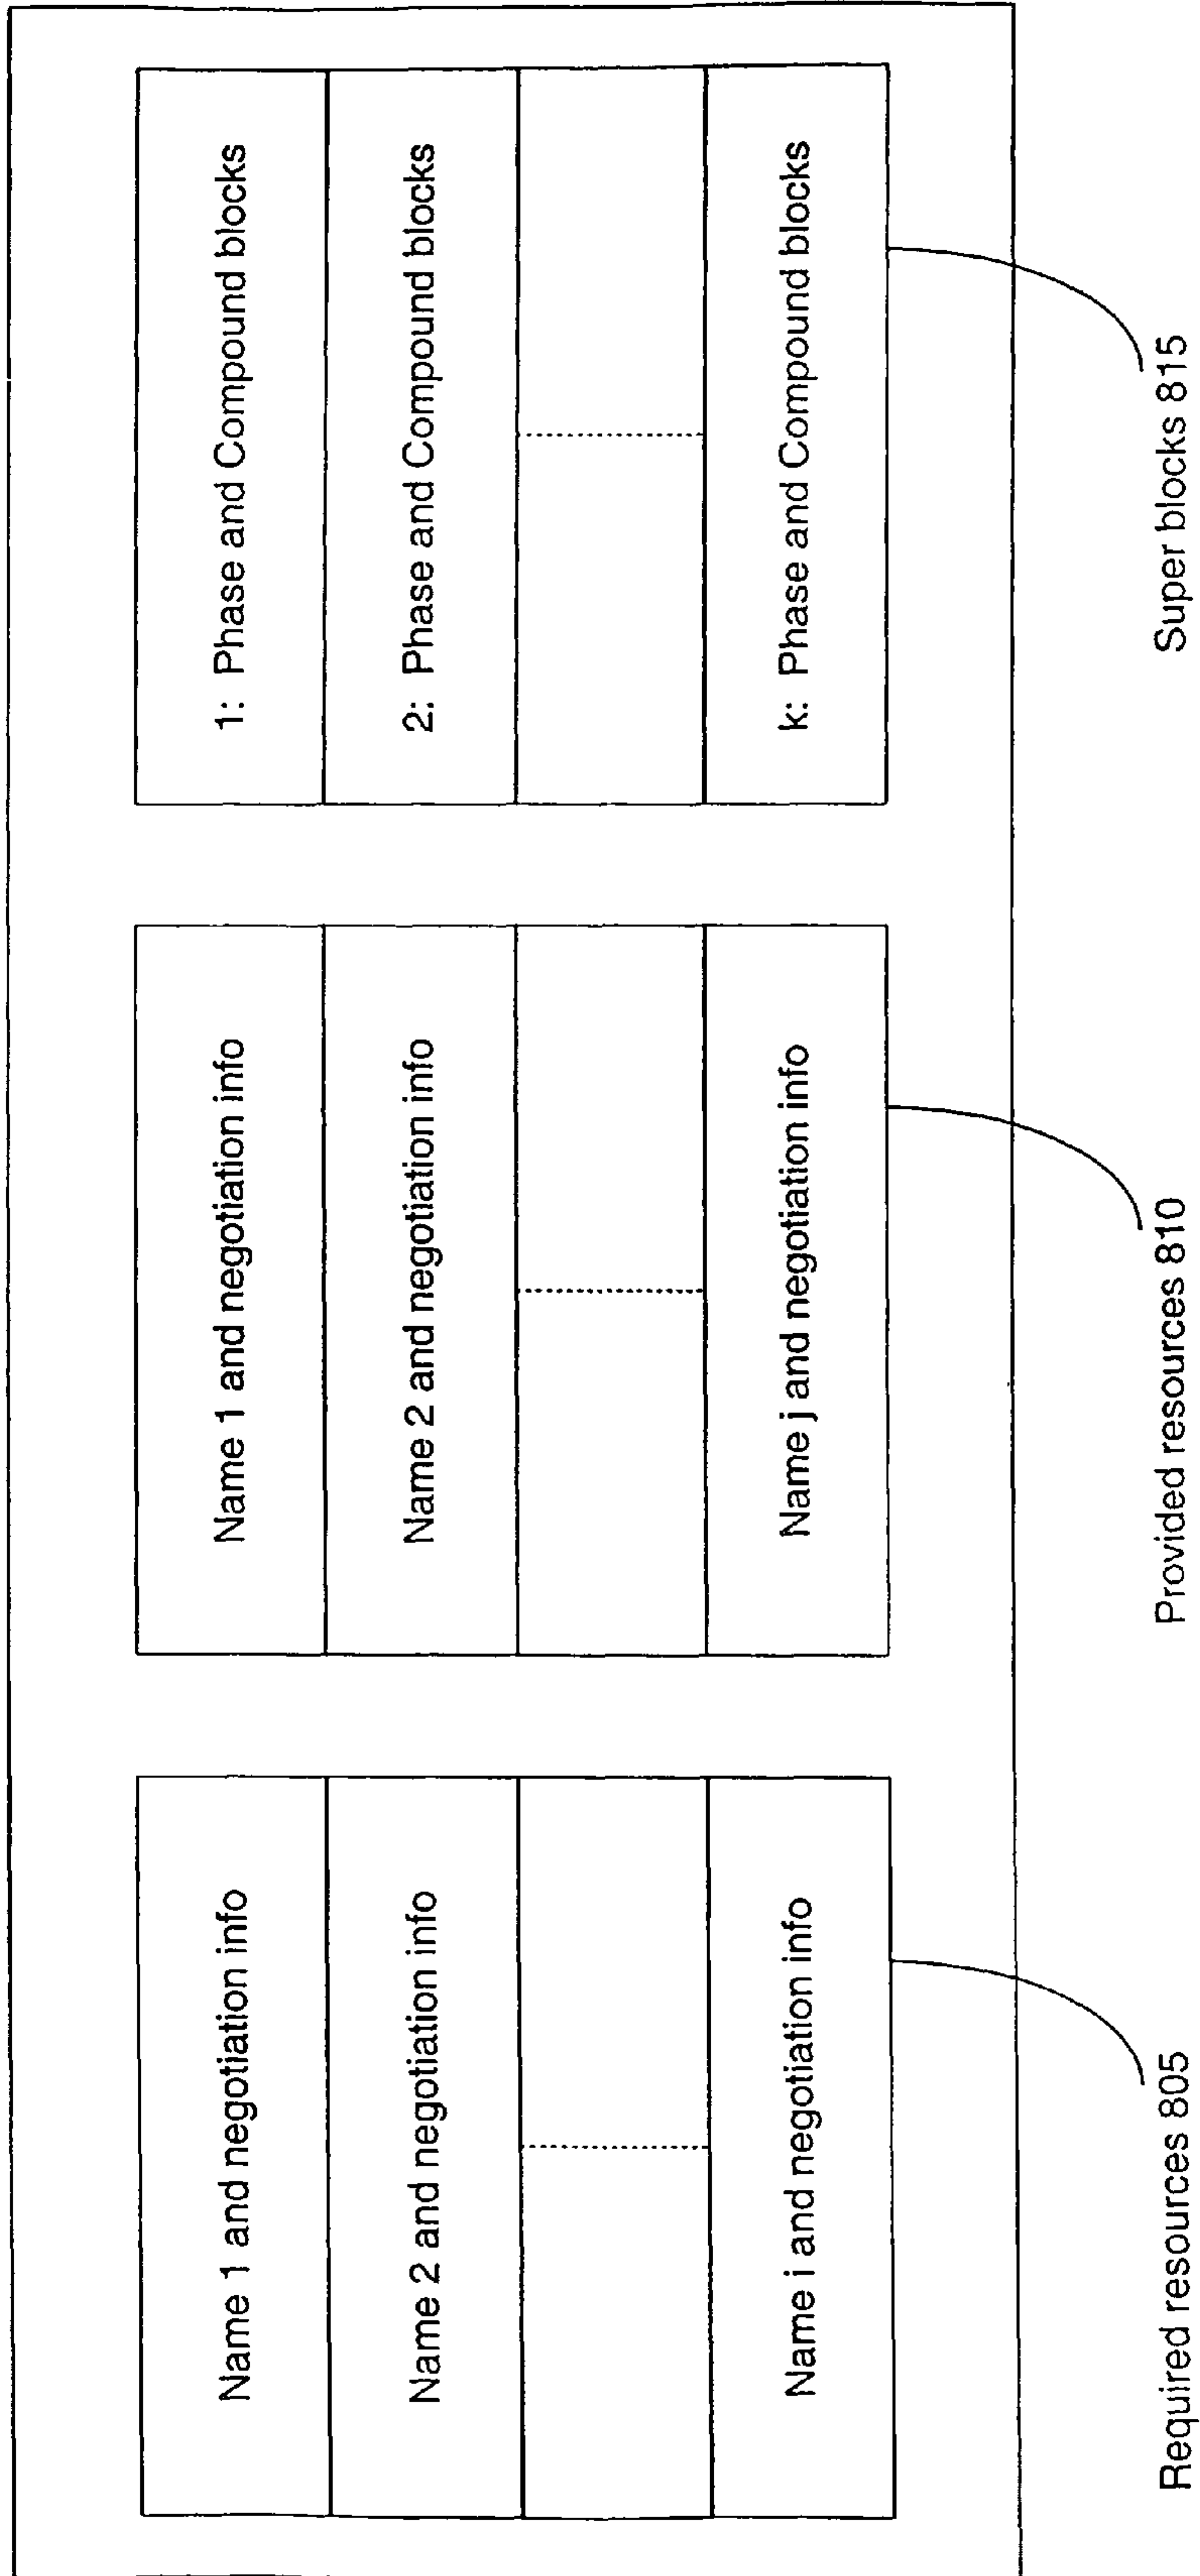 Name 1 and negotiation info
Name 2 and negotiation info
Name i and negotiation info
Required resources 805
Name 1 and negotiation info
Name 2 and negotiation info
Name j and negotiation info
Provided resources 810
1: Phase and Compound blocks
2: Phase and Compound blocks
k: Phase and Compound blocks
Super blocks 815